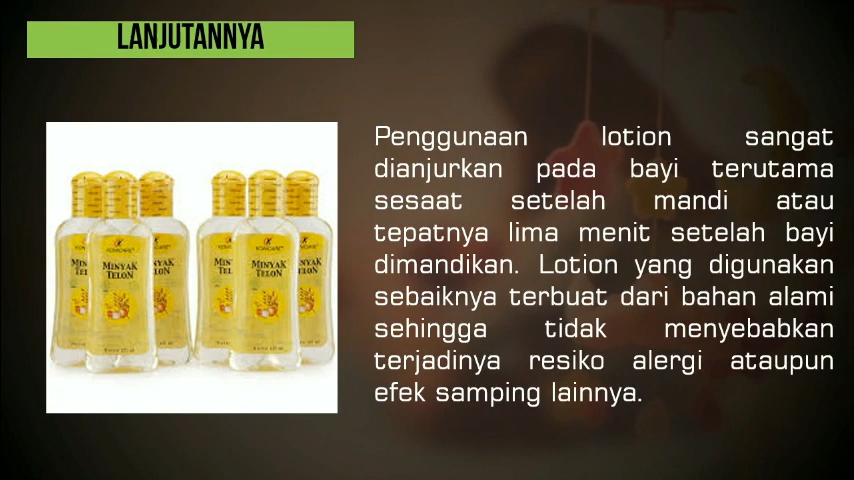 LANJUTANNYA
Penggunaan lotion sangat
dianjurkan pada bayi terutama
sesaat setelah mandi atau
tepatnya lima menit setelah bayi
dimandikan. Lotion yang digunakan
sebaiknya terbuat dari bahan alami
sehingga tidak menyebabkan
terjadinya resiko alergi ataupun
efek samping lainnya.
MINYAK
TELON
MINYAK
TELON